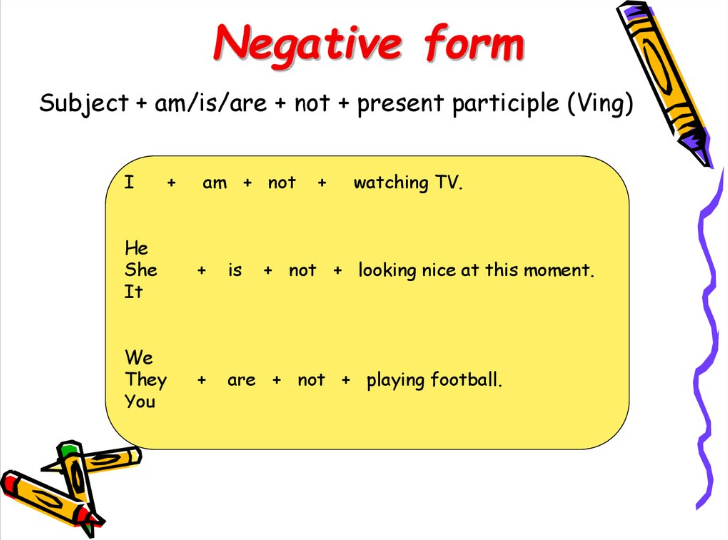 Negative form
Subject + am/is/are + not + present participle (Ving)
I + am + not + watching TV.
He
She + is + not + looking nice at this moment.
It
We
They + are + not + playing football.
You